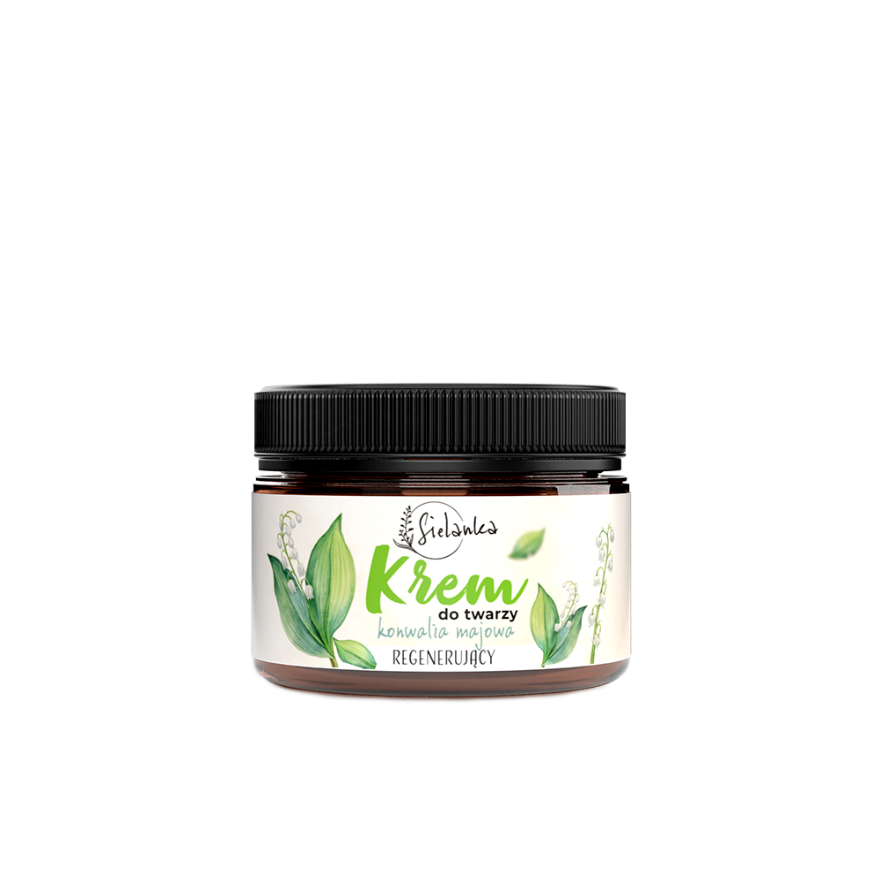 Sielanka
Krem
do twarzy
konwalia majowa
REGENERUJĄCY